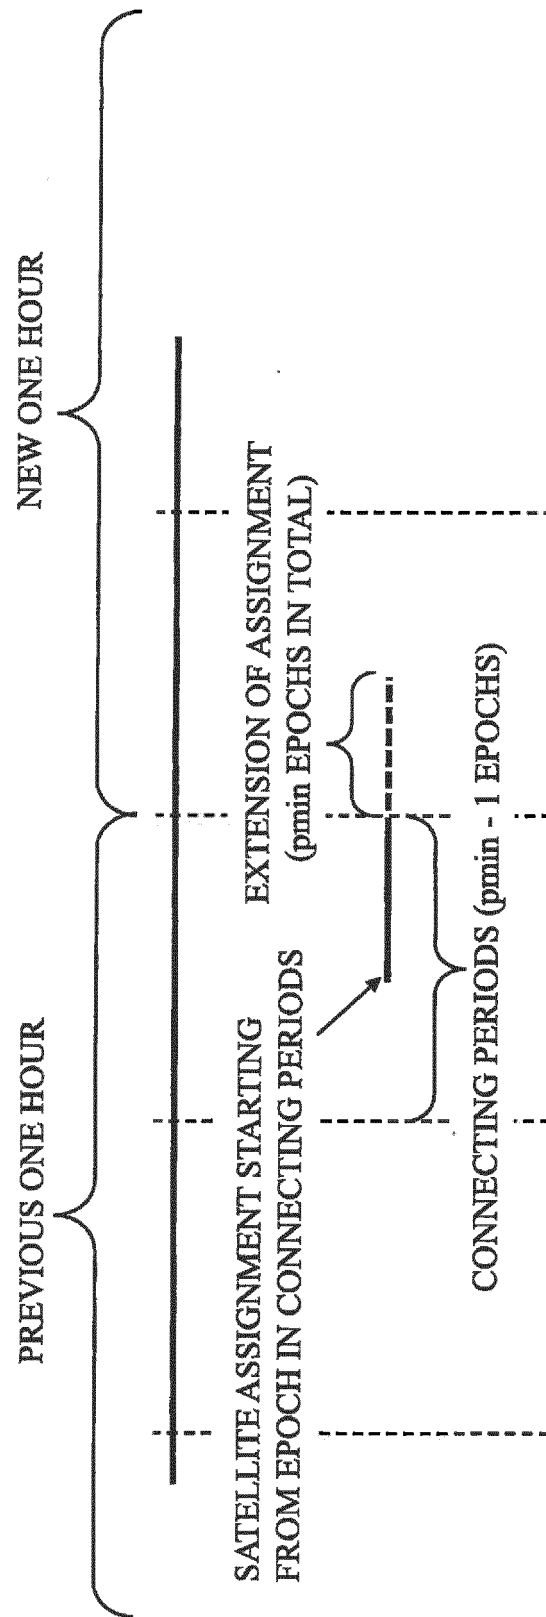 PREVIOUS ONE HOUR
NEW ONE HOUR
SATELLITE ASSIGNMENT STARTING
FROM EPOCH IN CONNECTING PERIODS
EXTENSION OF ASSIGNMENT
(pmin EPOCHS IN TOTAL)
CONNECTING PERIODS (pmin - 1 EPOCHS)